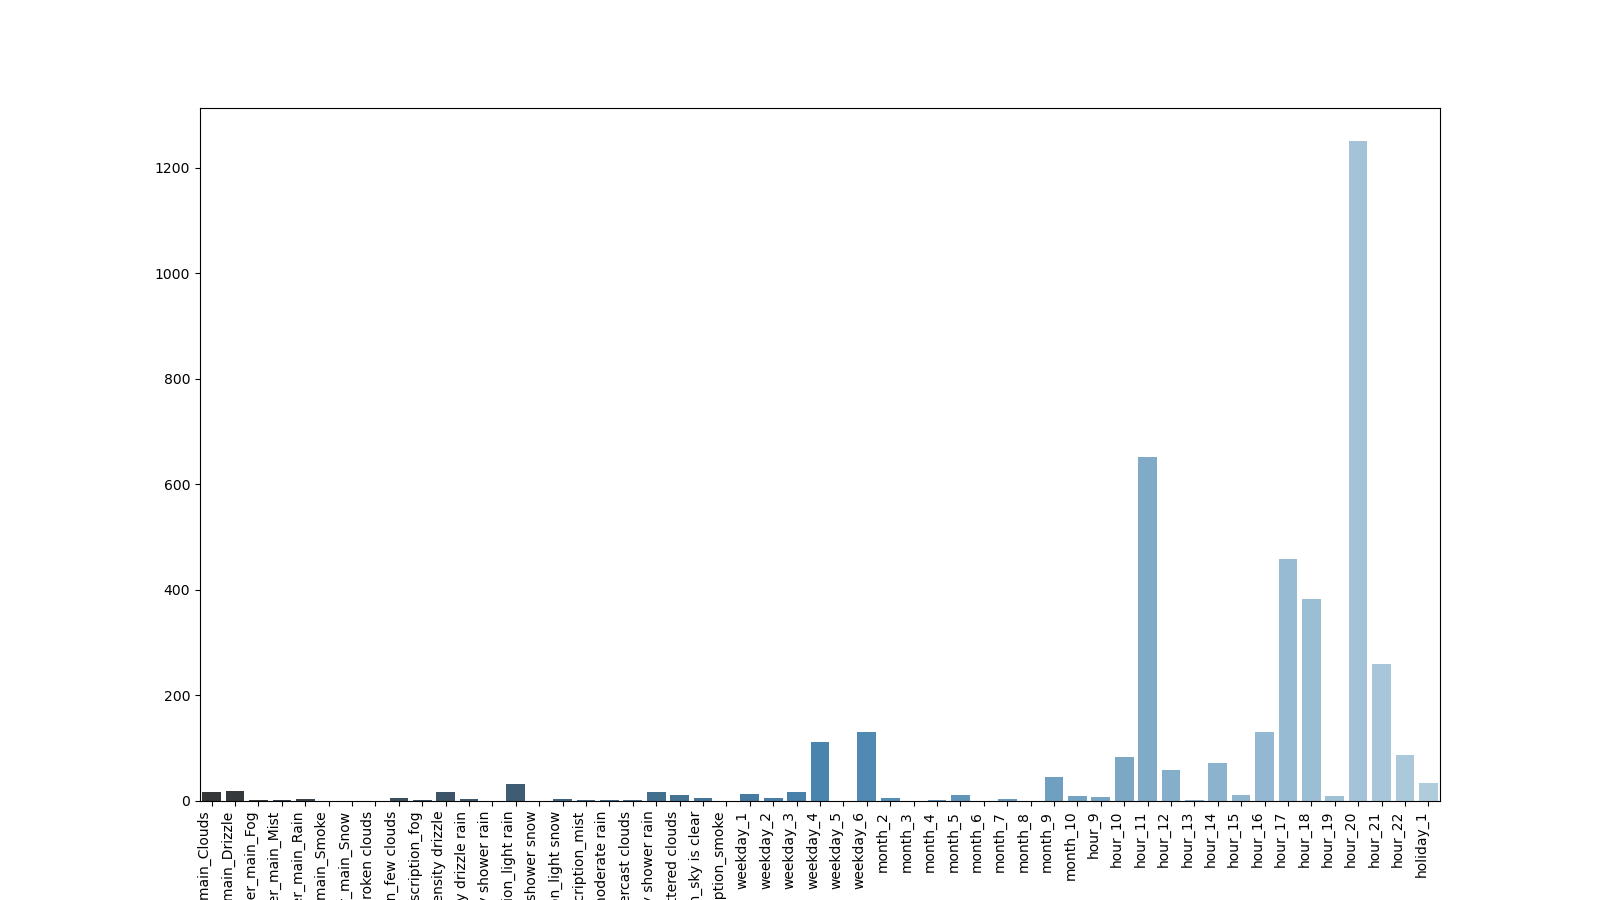 1200
1000
800
600
400
200
0
main_Clouds
main_Drizzle
er_main_Fog
er_main_Mist
er_main_Rain
main_Smoke
r_main_Snow
roken clouds
n_few clouds
scription_fog
ensity drizzle
y drizzle rain
y shower rain
ion_light rain
shower snow
on_light snow
cription_mist
noderate rain
ercast clouds
y shower rain
ttered clouds
n_sky is clear
ption_smoke
weekday_1
weekday_2
weekday_3
weekday_4
weekday_5
weekday_6
month_2
month_3
month_4
month_5
month_6
month_7
month_8
month_9
month_10
hour_9
hour_10
hour_11
hour_12
hour_13
hour_14
hour_15
hour_16
hour_17
hour_18
hour_19
hour_20
hour_21
hour_22
holiday_1